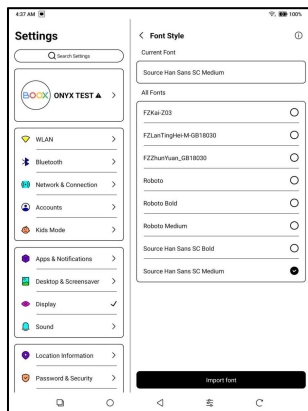 4:37 AM
100%
Settings
Search Settings
BOOX
ONYX TEST
WLAN
Bluetooth
Network & Connection
Accounts
Kids Mode
Apps & Notifications
Desktop & Screensaver
Display
Sound
Location Information
Password & Security
Font Style
Current Font
Source Han Sans SC Medium
All Fonts
FZKai-Z03
FZLanTingHei-M-GB18030
FZZhunYuan_GB18030
Roboto
Roboto Bold
Roboto Medium
Source Han Sans SC Bold
Source Han Sans SC Medium
Import font